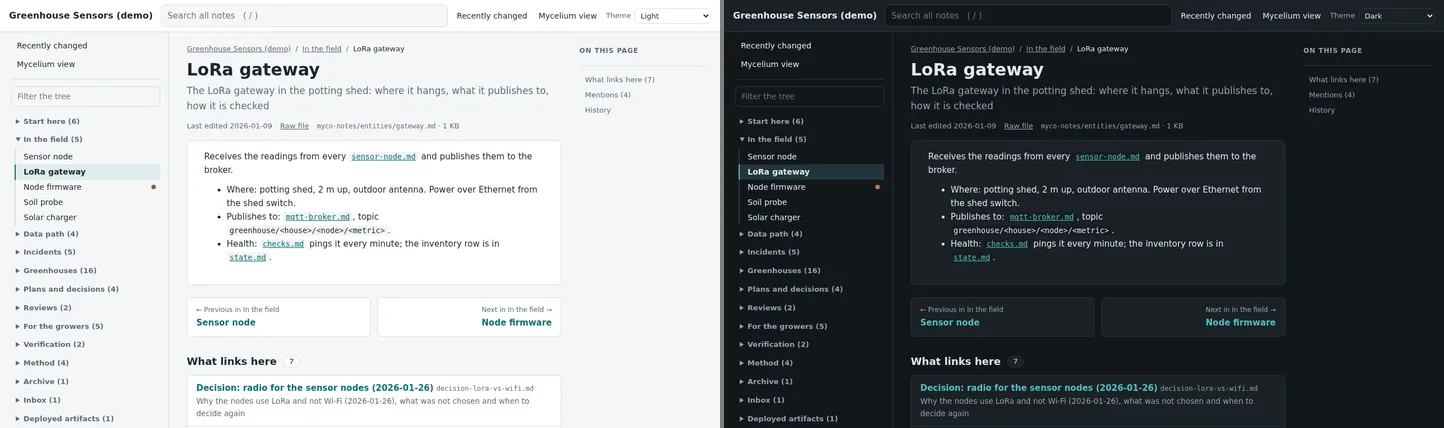 Greenhouse Sensors (demo)
Search all notes ( / )
Recently changed
Mycelium view
Theme
Light
Recently changed
Mycelium view
Filter the tree
▸ Start here (6)
▾ In the field (5)
Sensor node
LoRa gateway
Node firmware
Soil probe
Solar charger
▸ Data path (4)
▸ Incidents (5)
▸ Greenhouses (16)
▸ Plans and decisions (4)
▸ Reviews (2)
▸ For the growers (5)
▸ Verification (2)
▸ Method (4)
▸ Archive (1)
▸ Inbox (1)
▸ Deployed artifacts (1)
Greenhouse Sensors (demo) / In the field / LoRa gateway
LoRa gateway
The LoRa gateway in the potting shed: where it hangs, what it publishes to,
how it is checked
Last edited 2026-01-09 Raw file myco-notes/entities/gateway.md · 1 KB
Receives the readings from every sensor-node.md and publishes them to the
broker.
• Where: potting shed, 2 m up, outdoor antenna. Power over Ethernet from
the shed switch.
• Publishes to: mqtt-broker.md, topic
greenhouse/<house>/<node>/<metric>.
• Health: checks.md pings it every minute; the inventory row is in
state.md.
← Previous in In the field
Sensor node
Next in In the field →
Node firmware
What links here 7
Decision: radio for the sensor nodes (2026-01-26) decision-lora-vs-wifi.md
Why the nodes use LoRa and not Wi-Fi (2026-01-26), what was not chosen and when to
decide again
ON THIS PAGE
What links here (7)
Mentions (4)
History
Greenhouse Sensors (demo)
Search all notes ( / )
Recently changed
Mycelium view
Theme
Dark
Recently changed
Mycelium view
Filter the tree
▸ Start here (6)
▾ In the field (5)
Sensor node
LoRa gateway
Node firmware
Soil probe
Solar charger
▸ Data path (4)
▸ Incidents (5)
▸ Greenhouses (16)
▸ Plans and decisions (4)
▸ Reviews (2)
▸ For the growers (5)
▸ Verification (2)
▸ Method (4)
▸ Archive (1)
▸ Inbox (1)
▸ Deployed artifacts (1)
Greenhouse Sensors (demo) / In the field / LoRa gateway
LoRa gateway
The LoRa gateway in the potting shed: where it hangs, what it publishes to,
how it is checked
Last edited 2026-01-09 Raw file myco-notes/entities/gateway.md · 1 KB
Receives the readings from every sensor-node.md and publishes them to the
broker.
• Where: potting shed, 2 m up, outdoor antenna. Power over Ethernet from
the shed switch.
• Publishes to: mqtt-broker.md, topic
greenhouse/<house>/<node>/<metric>.
• Health: checks.md pings it every minute; the inventory row is in
state.md.
← Previous in In the field
Sensor node
Next in In the field →
Node firmware
What links here 7
Decision: radio for the sensor nodes (2026-01-26) decision-lora-vs-wifi.md
Why the nodes use LoRa and not Wi-Fi (2026-01-26), what was not chosen and when to
decide again
ON THIS PAGE
What links here (7)
Mentions (4)
History